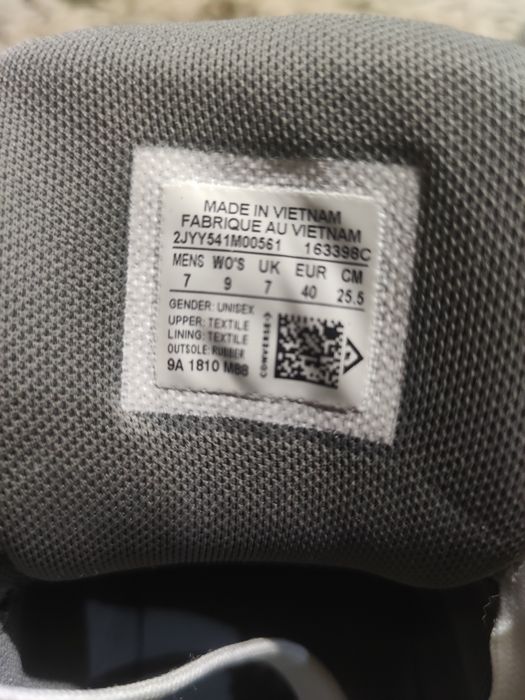 MADE IN VIETNAM
FABRIQUE AU VIETNAM
2JYY541M00561 163398C
MENS WO'S UK EUR CM
7 9 7 40 25.5
GENDER: UNISEX
UPPER: TEXTILE
LINING: TEXTILE
OUTSOLE: RUBBER
9A 1810 M88
CONVERSE